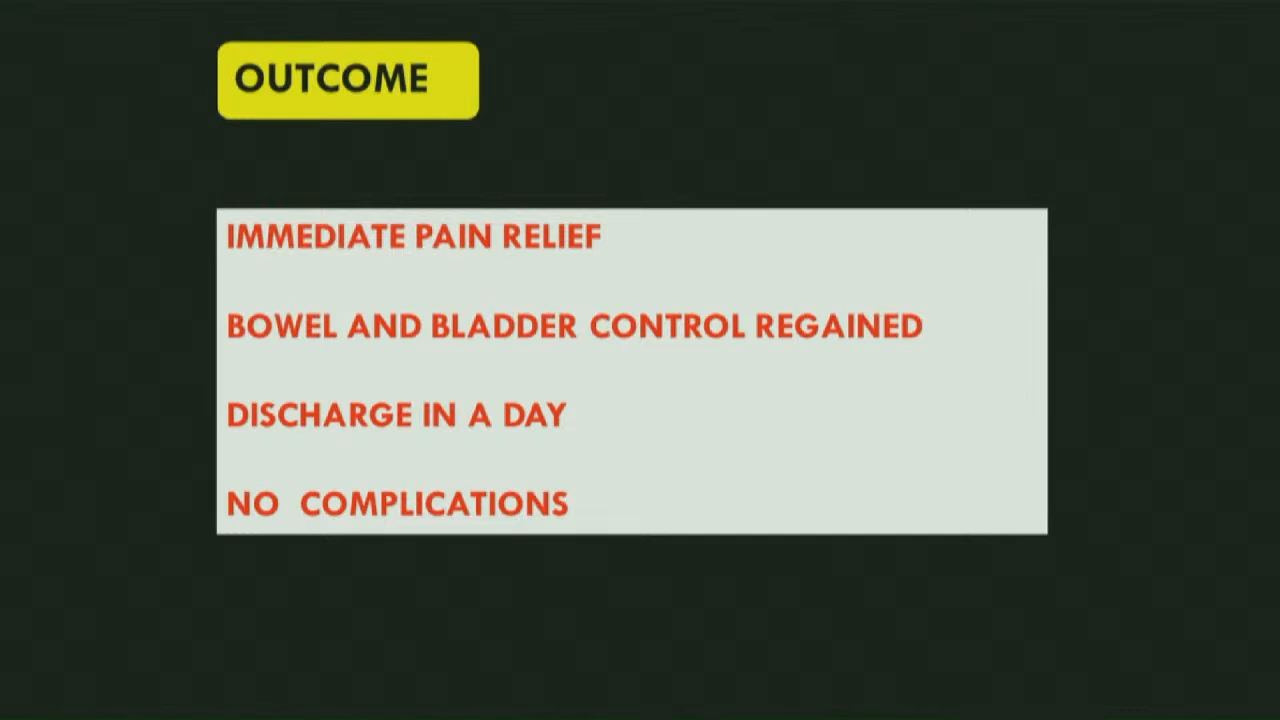 OUTCOME
IMMEDIATE PAIN RELIEF
BOWEL AND BLADDER CONTROL REGAINED
DISCHARGE IN A DAY
NO COMPLICATIONS